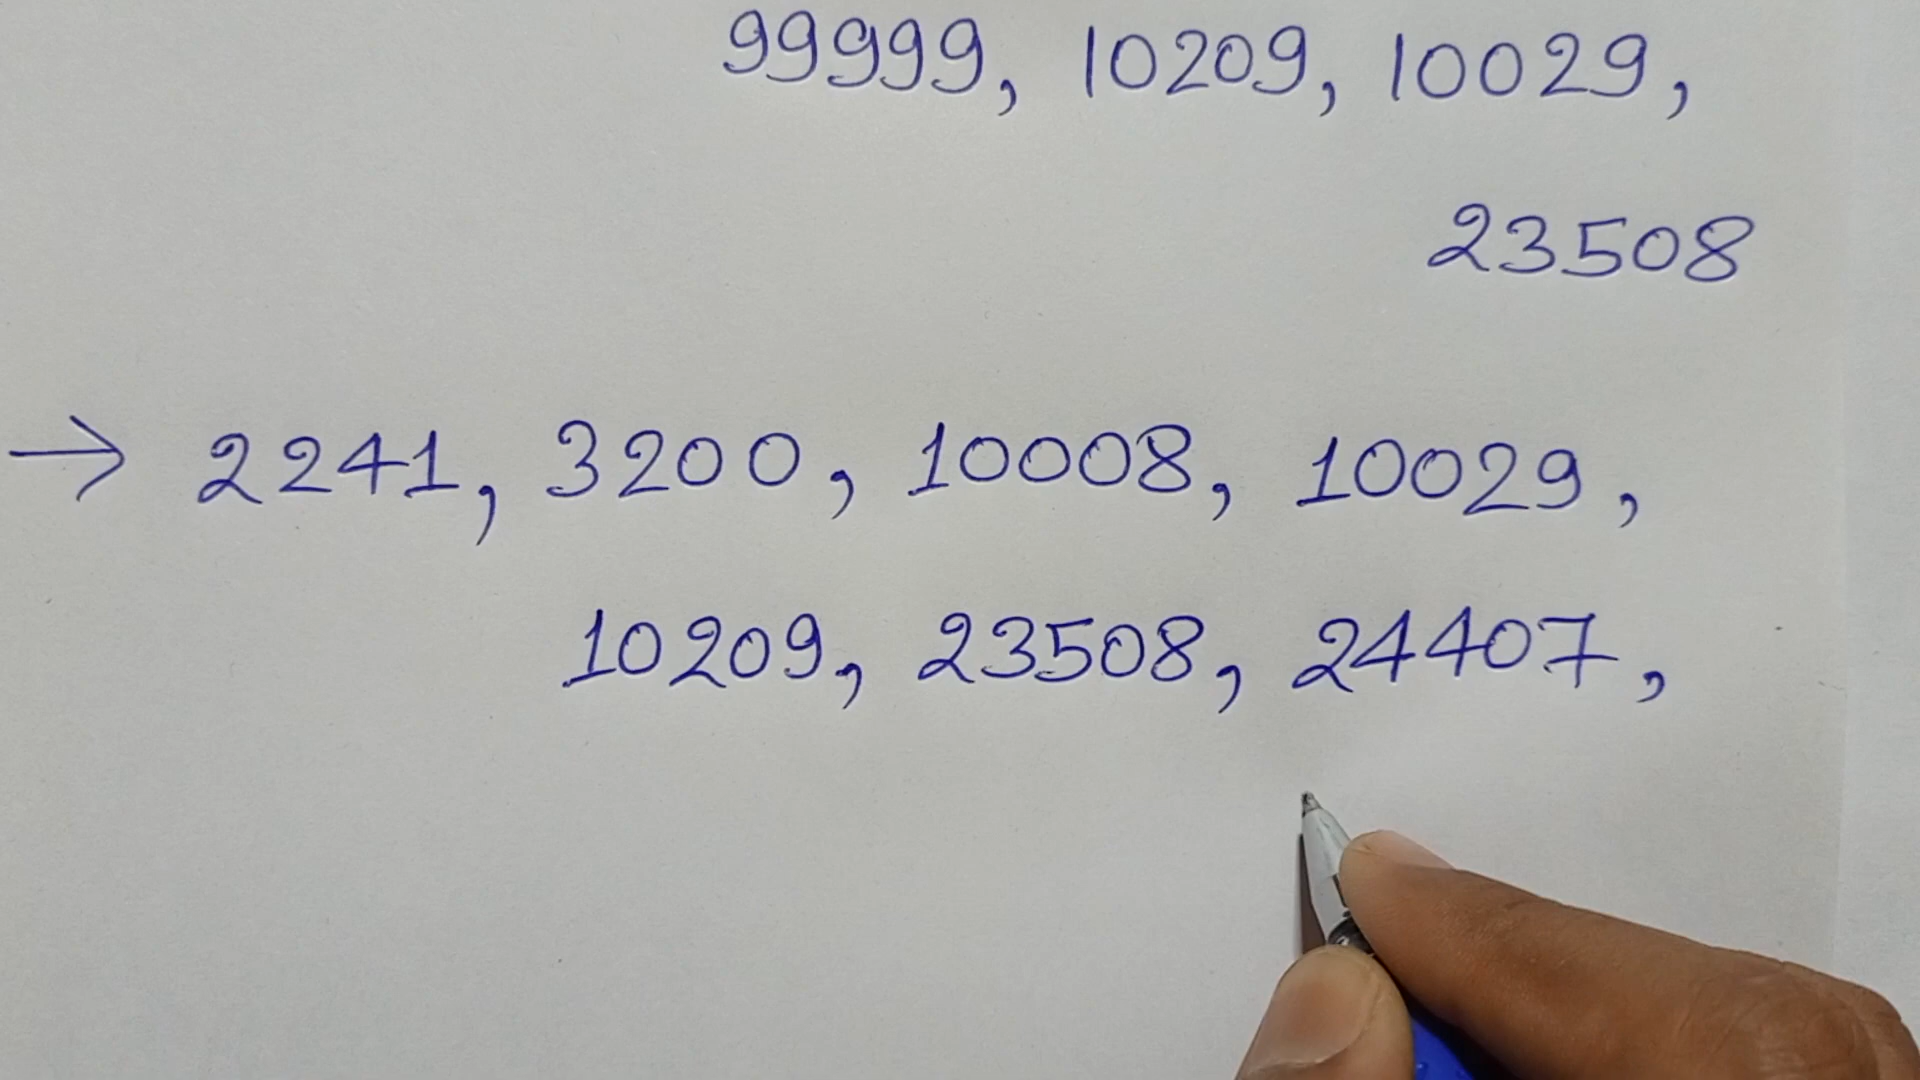 99999, 10209, 10029,
23508
→ 2241, 3200, 10008, 10029,
10209, 23508, 24407,